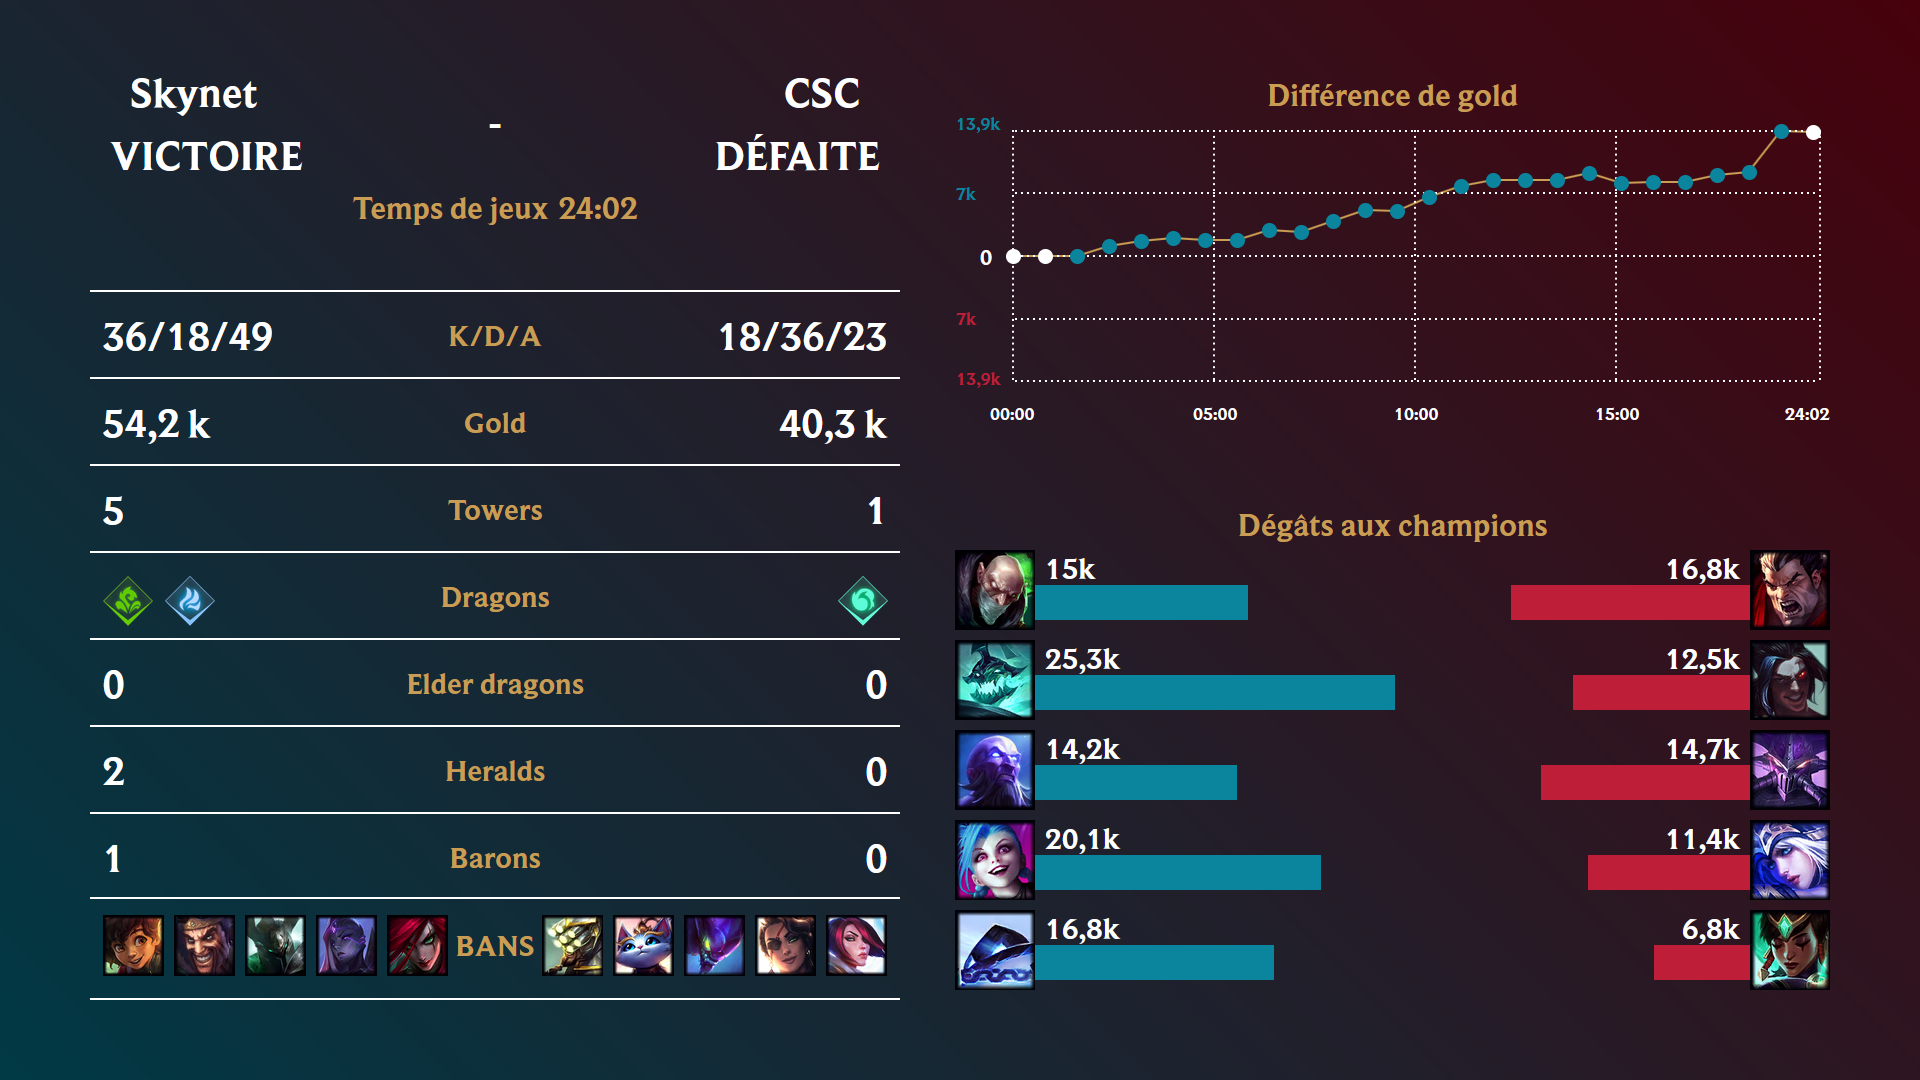 Skynet
VICTOIRE
-
CSC
DÉFAITE
Temps de jeux 24:02
36/18/49 K/D/A 18/36/23
54,2 k Gold 40,3 k
5 Towers 1
Dragons
0 Elder dragons 0
2 Heralds 0
1 Barons 0
BANS
Différence de gold
13,9k
7k
0
7k
13,9k
00:00 05:00 10:00 15:00 24:02
Dégâts aux champions
15k 16,8k
25,3k 12,5k
14,2k 14,7k
20,1k 11,4k
16,8k 6,8k